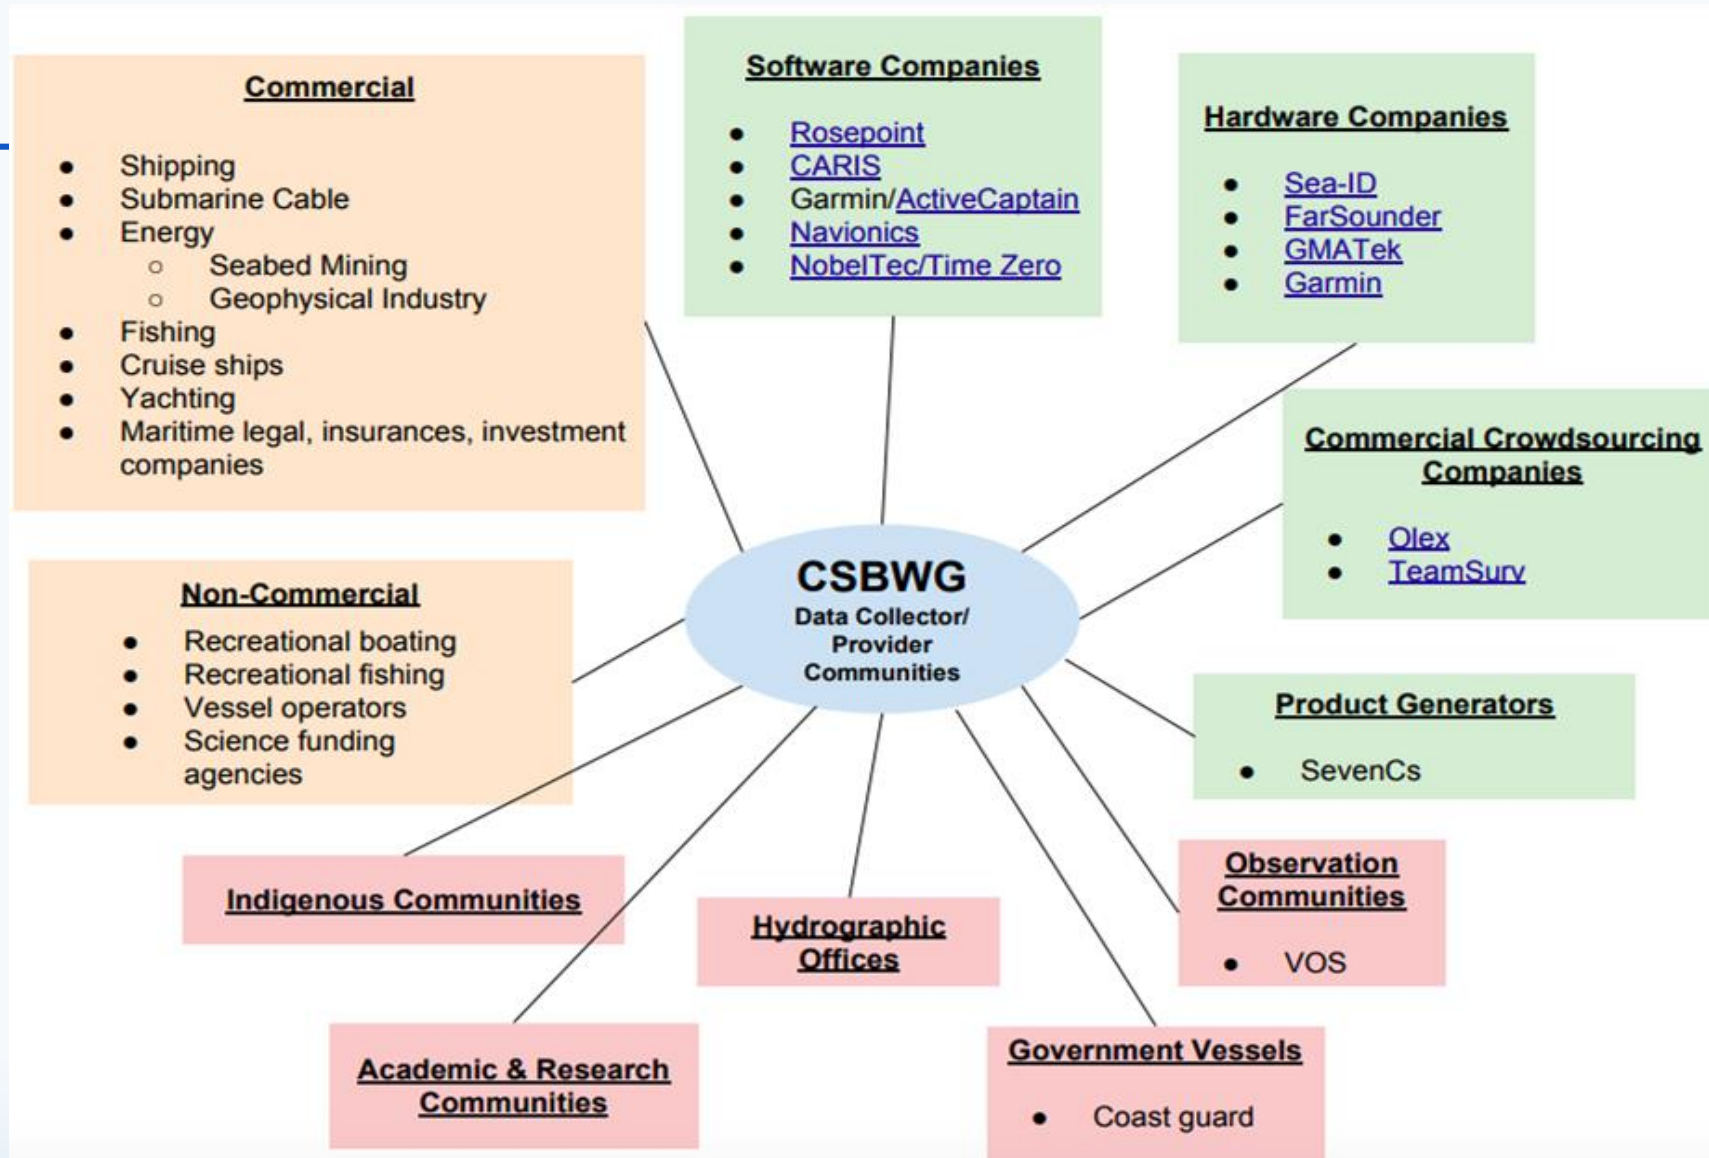 Commercial
● Shipping
● Submarine Cable
● Energy
○ Seabed Mining
○ Geophysical Industry
● Fishing
● Cruise ships
● Yachting
● Maritime legal, insurances, investment
companies
Software Companies
● Rosepoint
● CARIS
● Garmin/ActiveCaptain
● Navionics
● NobelTec/Time Zero
Hardware Companies
● Sea-ID
● FarSounder
● GMATek
● Garmin
Commercial Crowdsourcing
Companies
● Olex
● TeamSurv
CSBWG
Data Collector/
Provider
Communities
Non-Commercial
● Recreational boating
● Recreational fishing
● Vessel operators
● Science funding
agencies
Product Generators
● SevenCs
Indigenous Communities
Hydrographic
Offices
Observation
Communities
● VOS
Academic & Research
Communities
Government Vessels
● Coast guard